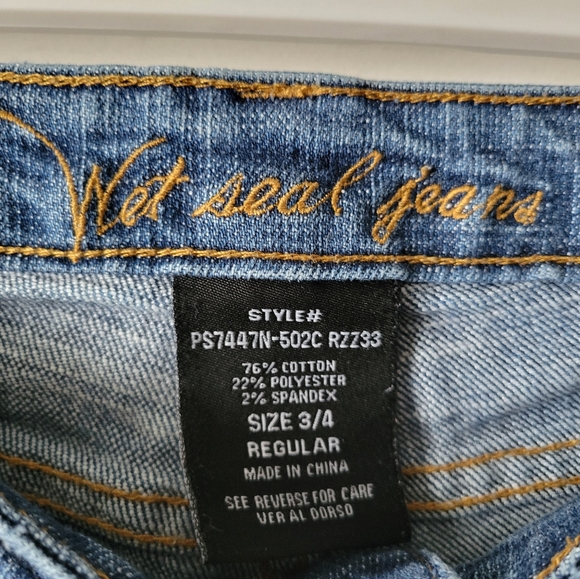 Wet seal jeans
STYLE#
PS7447N-502C RZZ33
76% COTTON
22% POLYESTER
2% SPANDEX
SIZE 3/4
REGULAR
MADE IN CHINA
SEE REVERSE FOR CARE
VER AL DORSO